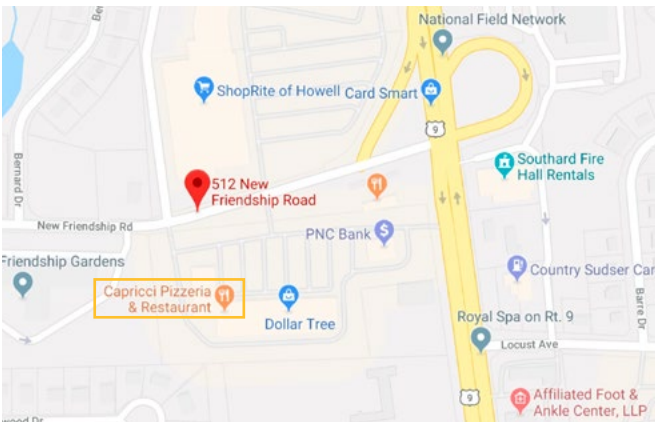 National Field Network
ShopRite of Howell
Card Smart
9
Bernard Dr
Southard Fire
Hall Rentals
512 New
Friendship Road
New Friendship Rd
PNC Bank
Friendship Gardens
Country Sudser Car
Capricci Pizzeria
& Restaurant
Dollar Tree
Barre Dr
Royal Spa on Rt. 9
Locust Ave
9
Affiliated Foot &
Ankle Center, LLP
wood Dr